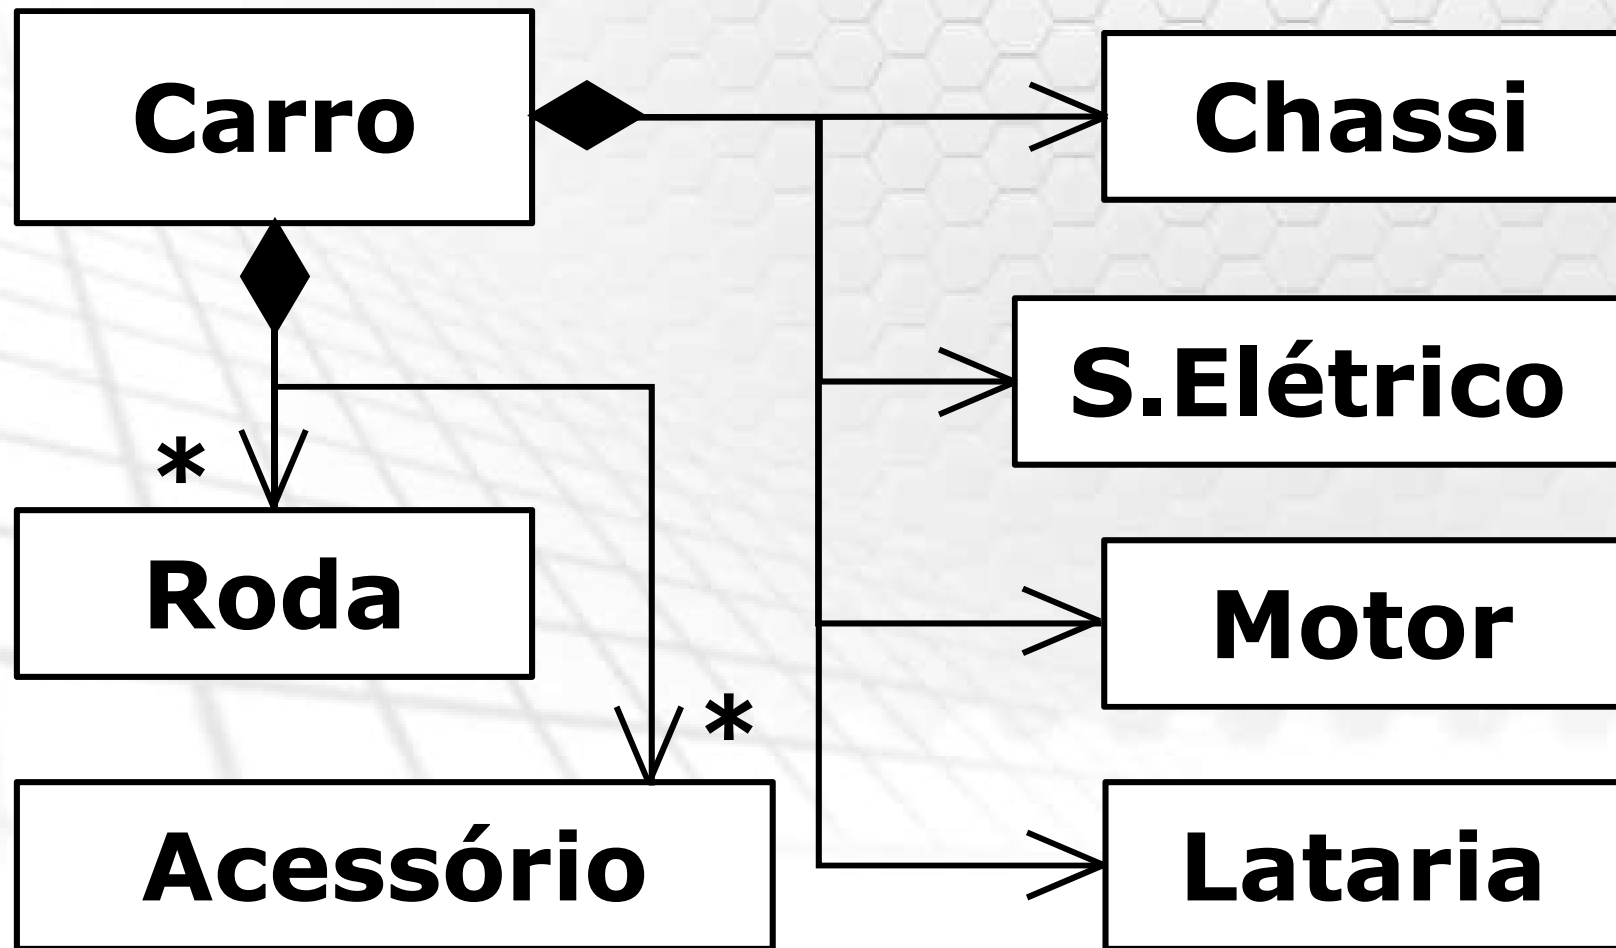 Carro
Chassi
S.Elétrico
*
Roda
Motor
*
Acessório
Lataria